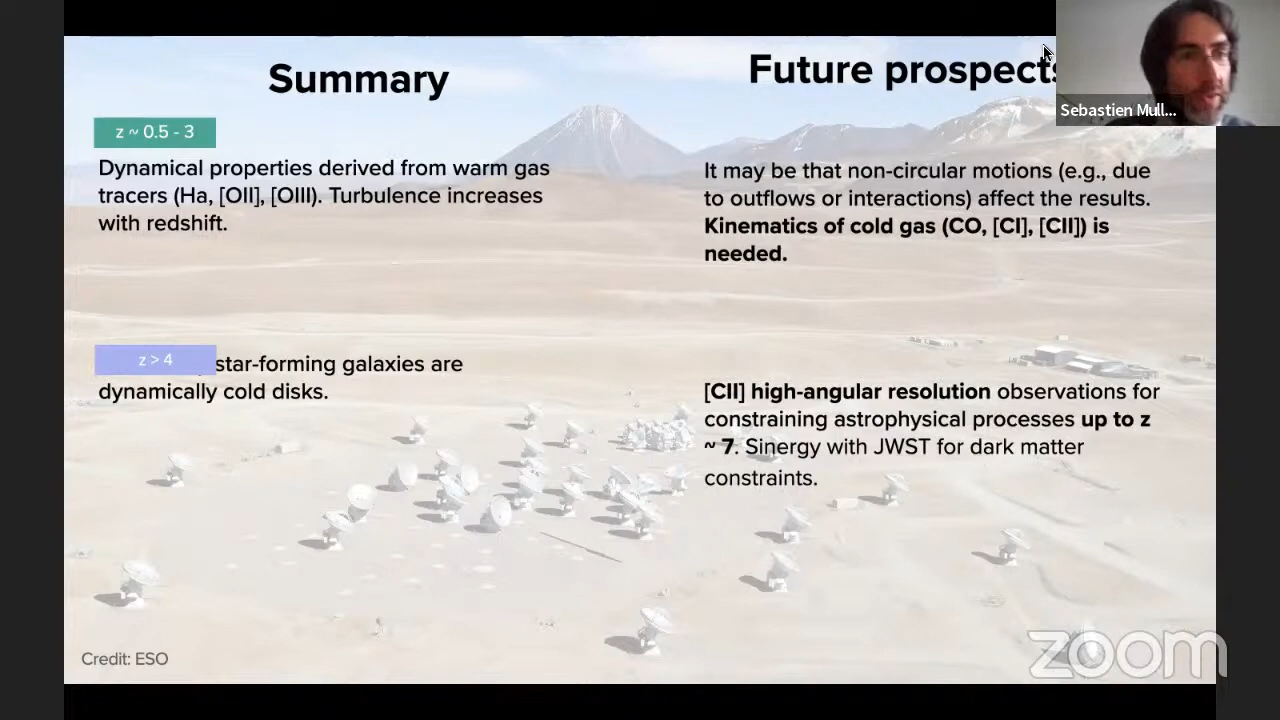 Summary
z ~ 0.5 - 3
Dynamical properties derived from warm gas
tracers (Ha, [OII], [OIII). Turbulence increases
with redshift.
z > 4
star-forming galaxies are
dynamically cold disks.
Future prospects
It may be that non-circular motions (e.g., due
to outflows or interactions) affect the results.
Kinematics of cold gas (CO, [CI], [CII]) is
needed.
[CII] high-angular resolution observations for
constraining astrophysical processes up to z
~ 7. Sinergy with JWST for dark matter
constraints.
Sebastien Mull...
Credit: ESO
zoom